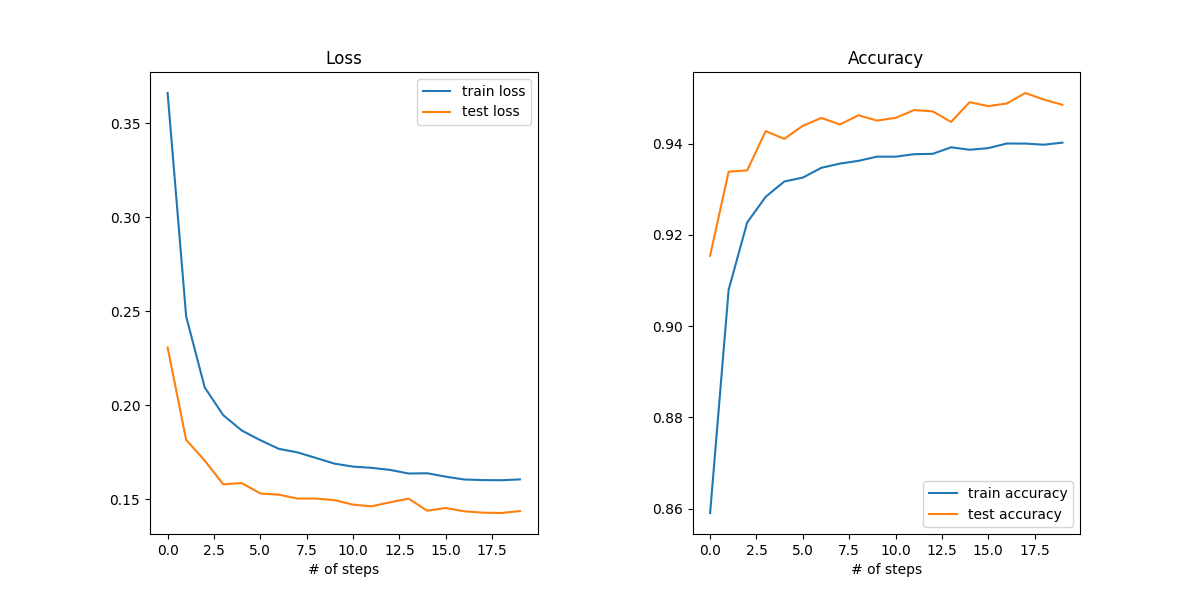 Loss
train loss
test loss
0.35
0.30
0.25
0.20
0.15
0.0 2.5 5.0 7.5 10.0 12.5 15.0 17.5
# of steps
Accuracy
0.94
0.92
0.90
0.88
0.86
train accuracy
test accuracy
0.0 2.5 5.0 7.5 10.0 12.5 15.0 17.5
# of steps